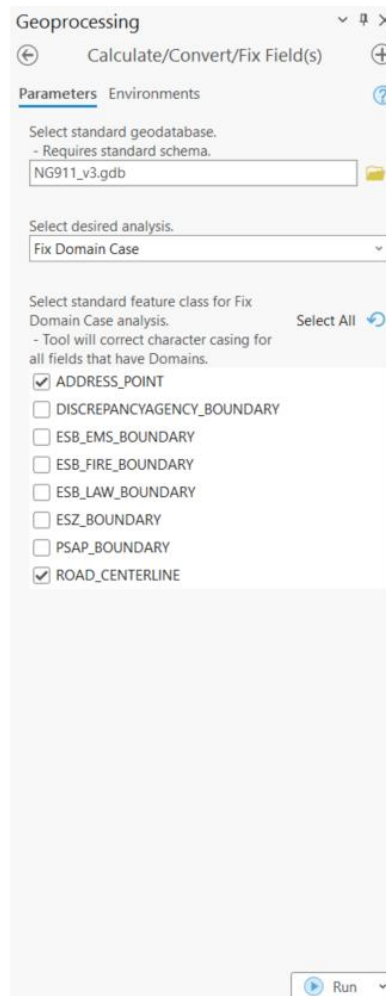 Geoprocessing
Calculate/Convert/Fix Field(s)
Parameters Environments
Select standard geodatabase.
- Requires standard schema.
NG911_v3.gdb
Select desired analysis.
Fix Domain Case
Select standard feature class for Fix
Domain Case analysis.
Select All
- Tool will correct character casing for
all fields that have Domains.
ADDRESS_POINT
DISCREPANCYAGENCY_BOUNDARY
ESB_EMS_BOUNDARY
ESB_FIRE_BOUNDARY
ESB_LAW_BOUNDARY
ESZ_BOUNDARY
PSAP_BOUNDARY
ROAD_CENTERLINE
Run